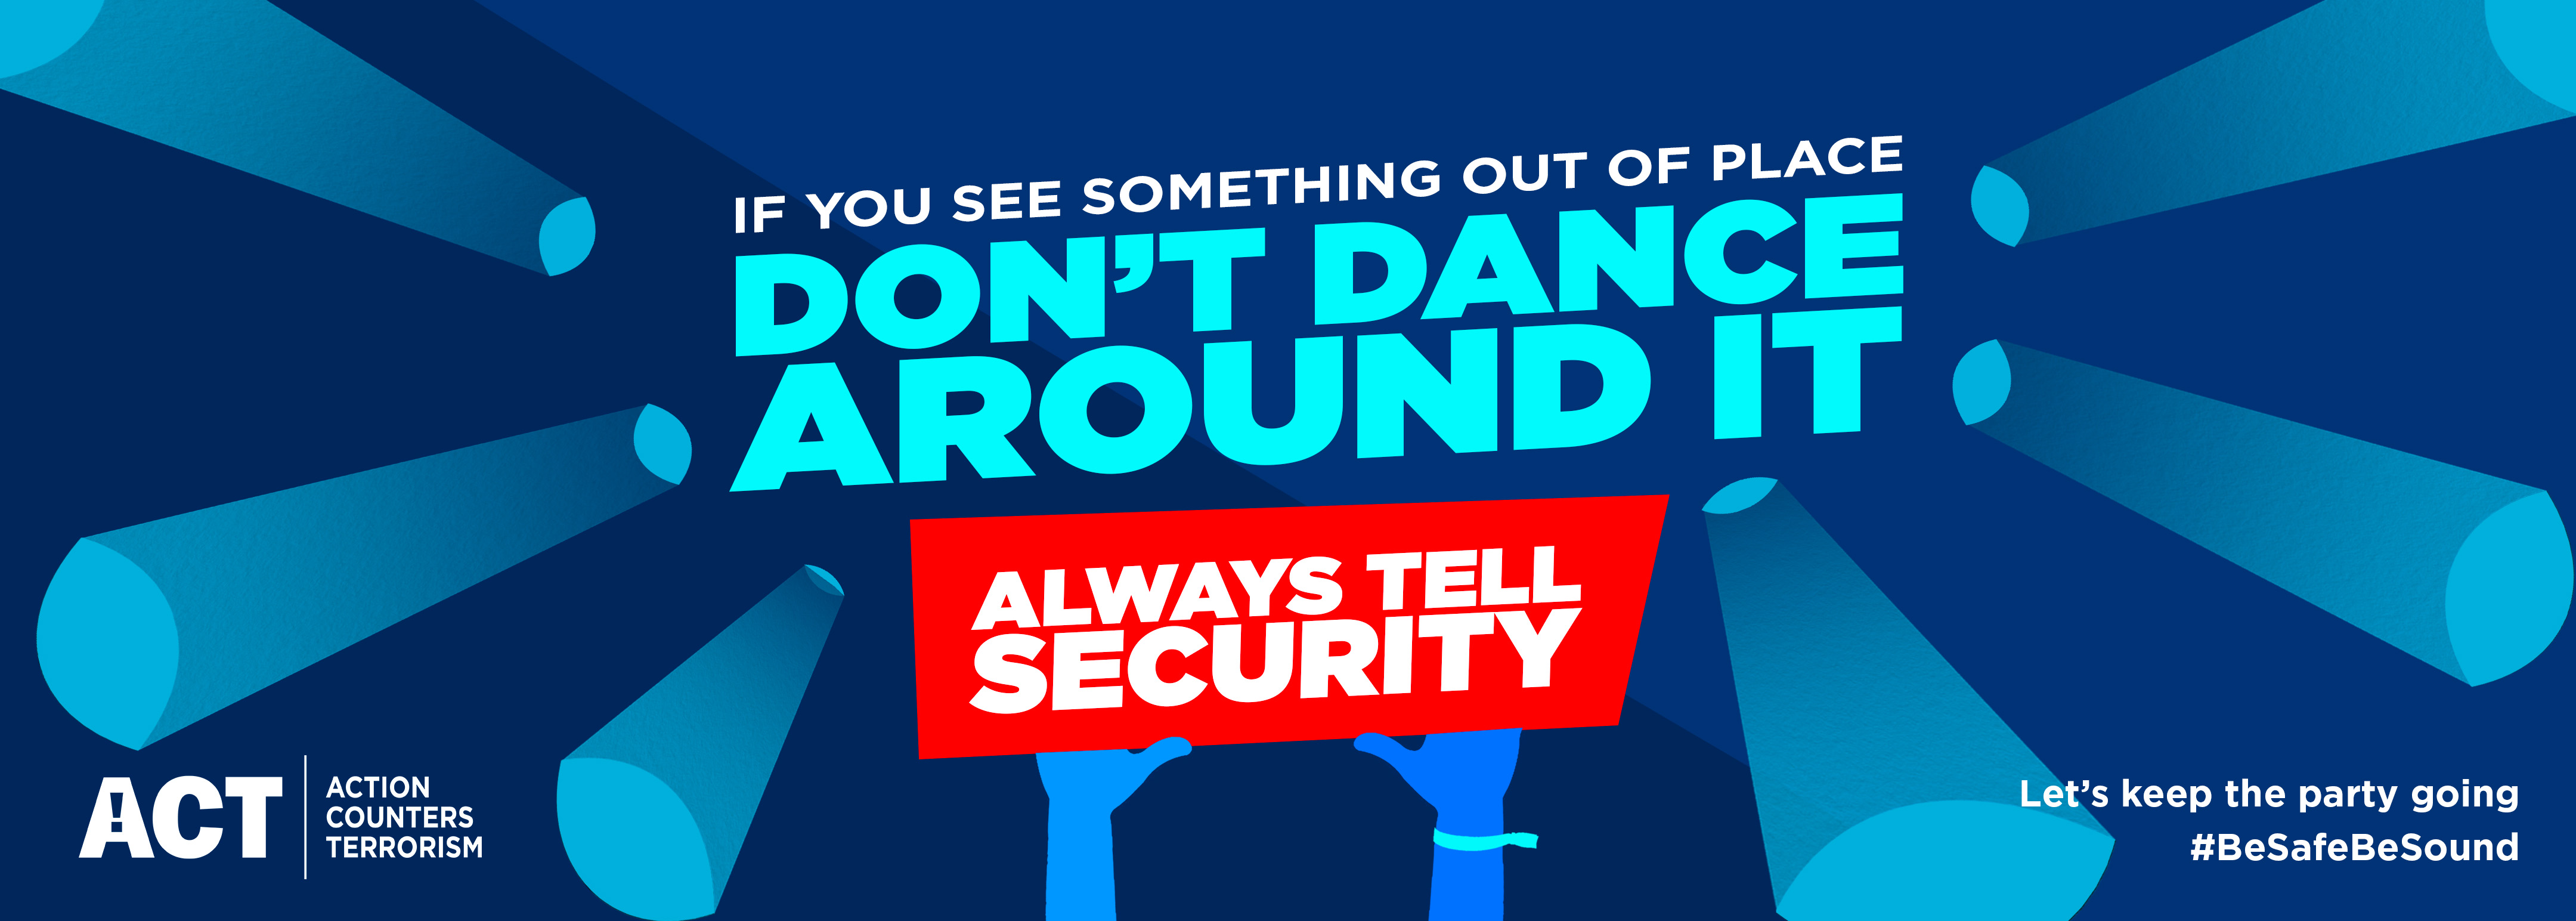 IF YOU SEE SOMETHING OUT OF PLACE
DON'T DANCE
AROUND IT
ALWAYS TELL
SECURITY
ACT
ACTION
COUNTERS
TERRORISM
Let's keep the party going
#BeSafeBeSound